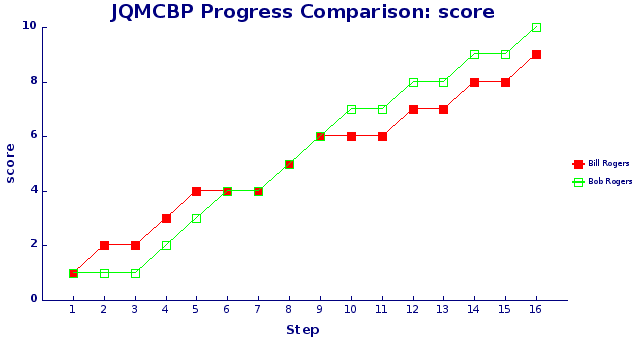 JQMCBP Progress Comparison: score
10
8
6
4
2
0
score
1 2 3 4 5 6 7 8 9 10 11 12 13 14 15 16
Step
Bill Rogers
Bob Rogers